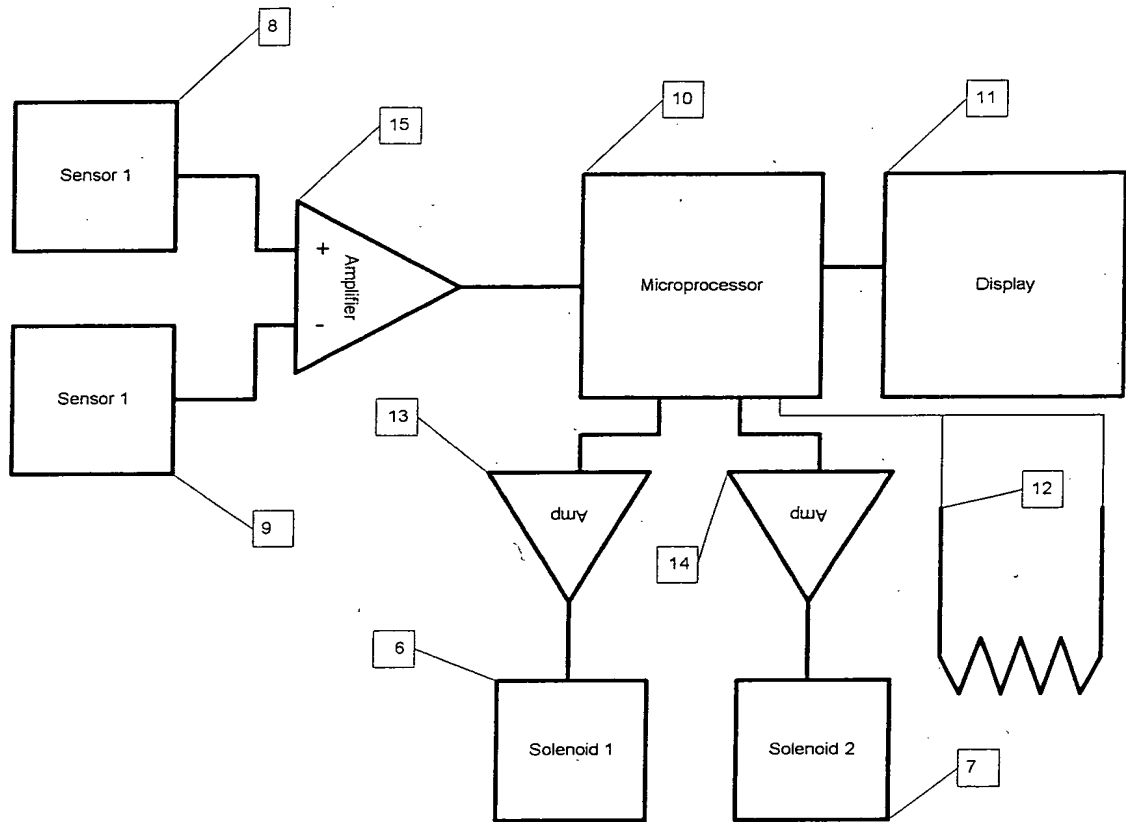 8
10
11
15
Sensor 1
+
Amplifier
-
Microprocessor
Display
Sensor 1
13
12
9
Amp
Amp
14
6
Solenoid 1
Solenoid 2
7